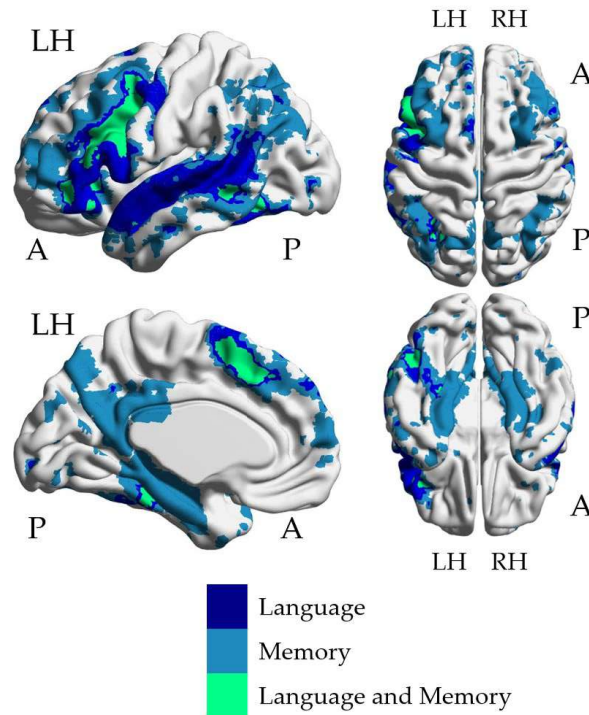 LH
LH RH
A
A P
P
LH
P
P A
A
LH RH
Language
Memory
Language and Memory